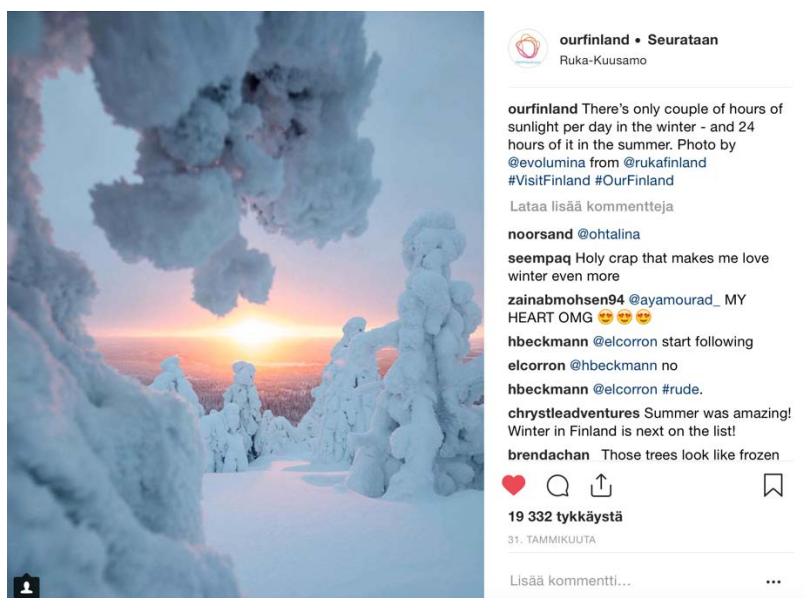 ourfinland • Seurataan
Ruka-Kuusamo
ourfinland There's only couple of hours of
sunlight per day in the winter - and 24
hours of it in the summer. Photo by
@evolumina from @rukafinland
#VisitFinland #OurFinland
Lataa lisää kommentteja
noorsand @ohtalina
seempaq Holy crap that makes me love
winter even more
zainabmohsen94 @ayamourad_ MY
HEART OMG 😍😍😍
hbeckmann @elcorron start following
elcorron @hbeckmann no
hbeckmann @elcorron #rude.
chrystleadventures Summer was amazing!
Winter in Finland is next on the list!
brendachan Those trees look like frozen
19 332 tykkäystä
31. TAMMIKUUTA
Lisää kommentti...